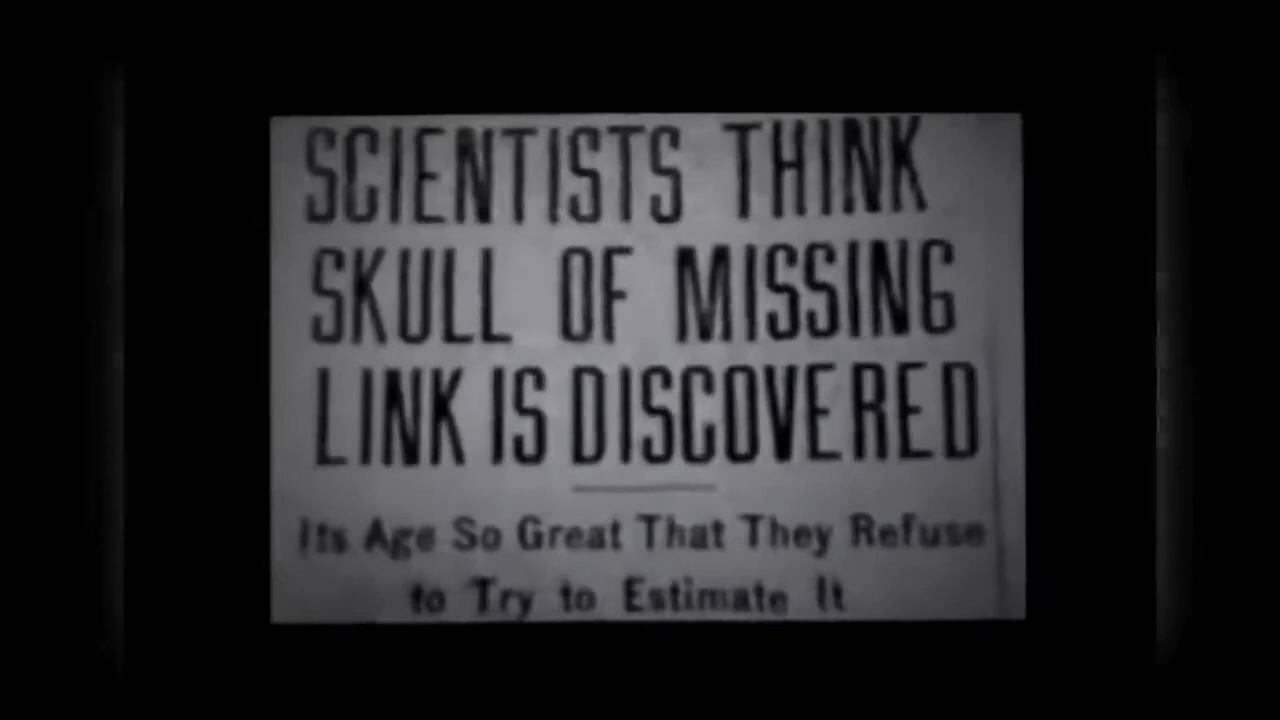 SCIENTISTS THINK
SKULL OF MISSING
LINK IS DISCOVERED
Its Age So Great That They Refuse
to Try to Estimate It